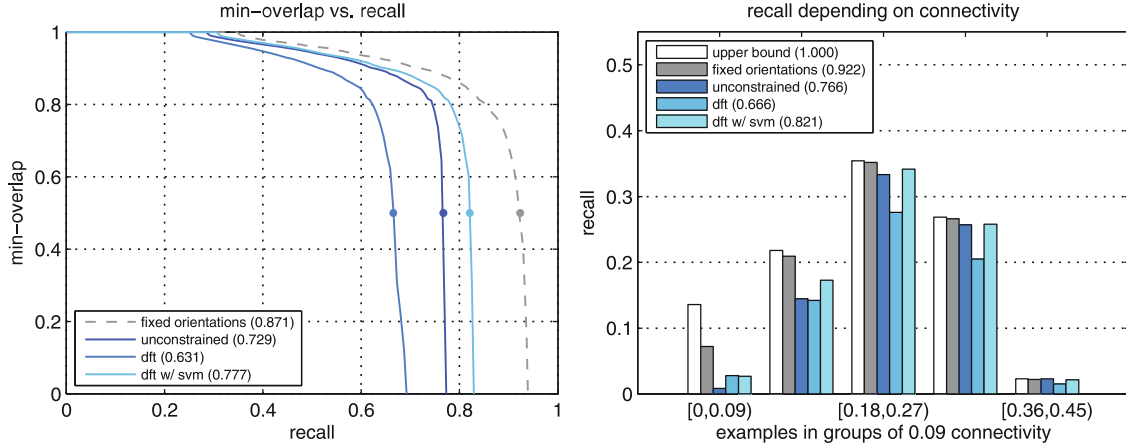 min-overlap vs. recall
1
0.8
0.6
0.4
0.2
0
min-overlap
fixed orientations (0.871)
unconstrained (0.729)
dft (0.631)
dft w/ svm (0.777)
0 0.2 0.4 0.6 0.8 1
recall
recall depending on connectivity
0.5
0.4
0.3
0.2
0.1
0
recall
upper bound (1.000)
fixed orientations (0.922)
unconstrained (0.766)
dft (0.666)
dft w/ svm (0.821)
[0,0.09) [0.18,0.27) [0.36,0.45)
examples in groups of 0.09 connectivity